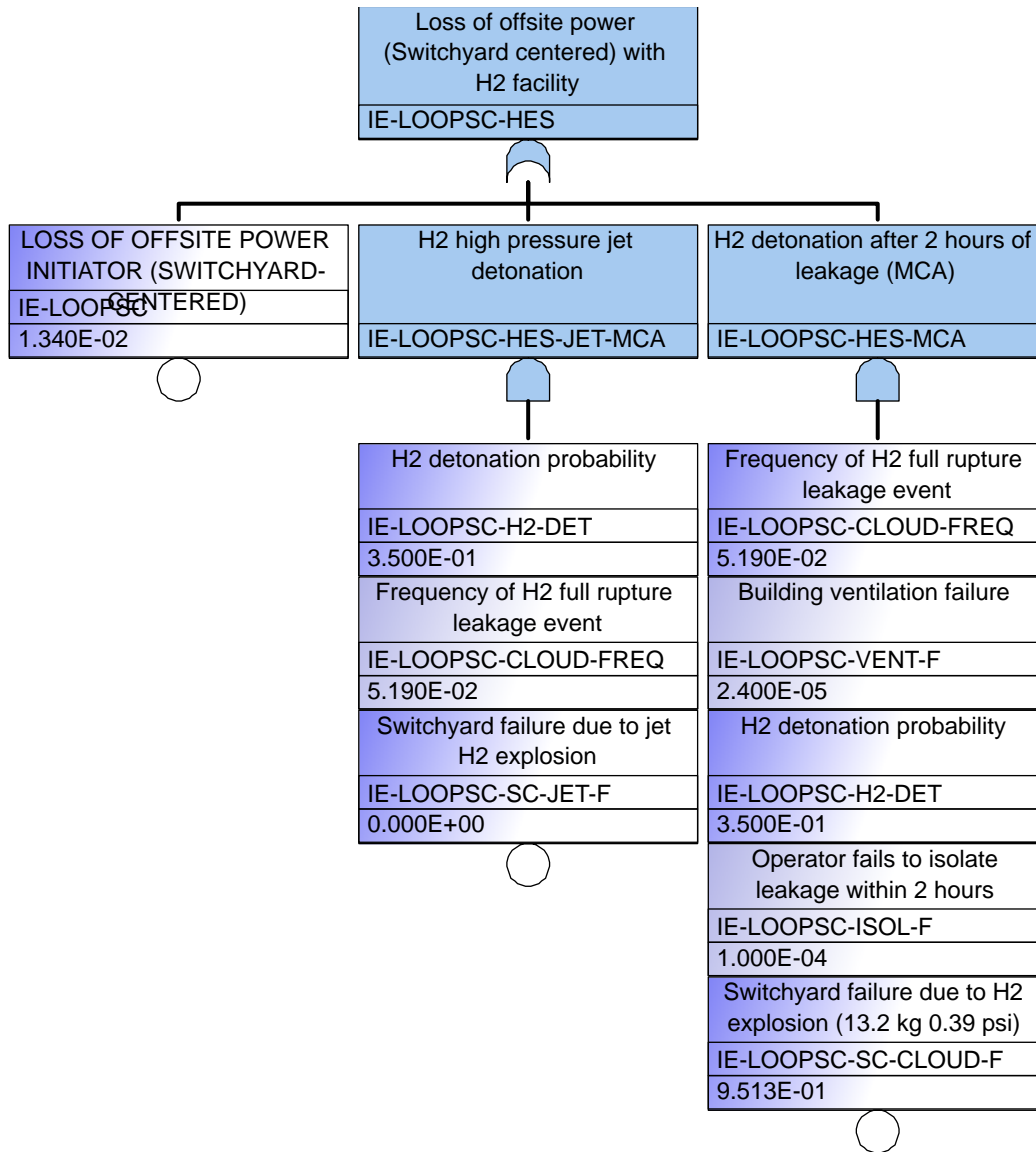 Loss of offsite power
(Switchyard centered) with
H2 facility
IE-LOOPSC-HES
LOSS OF OFFSITE POWER
INITIATOR (SWITCHYARD-
CENTERED)
IE-LOOPSC
1.340E-02
H2 high pressure jet
detonation
IE-LOOPSC-HES-JET-MCA
H2 detonation after 2 hours of
leakage (MCA)
IE-LOOPSC-HES-MCA
H2 detonation probability
IE-LOOPSC-H2-DET
3.500E-01
Frequency of H2 full rupture
leakage event
IE-LOOPSC-CLOUD-FREQ
5.190E-02
Switchyard failure due to jet
H2 explosion
IE-LOOPSC-SC-JET-F
0.000E+00
Frequency of H2 full rupture
leakage event
IE-LOOPSC-CLOUD-FREQ
5.190E-02
Building ventilation failure
IE-LOOPSC-VENT-F
2.400E-05
H2 detonation probability
IE-LOOPSC-H2-DET
3.500E-01
Operator fails to isolate
leakage within 2 hours
IE-LOOPSC-ISOL-F
1.000E-04
Switchyard failure due to H2
explosion (13.2 kg 0.39 psi)
IE-LOOPSC-SC-CLOUD-F
9.513E-01